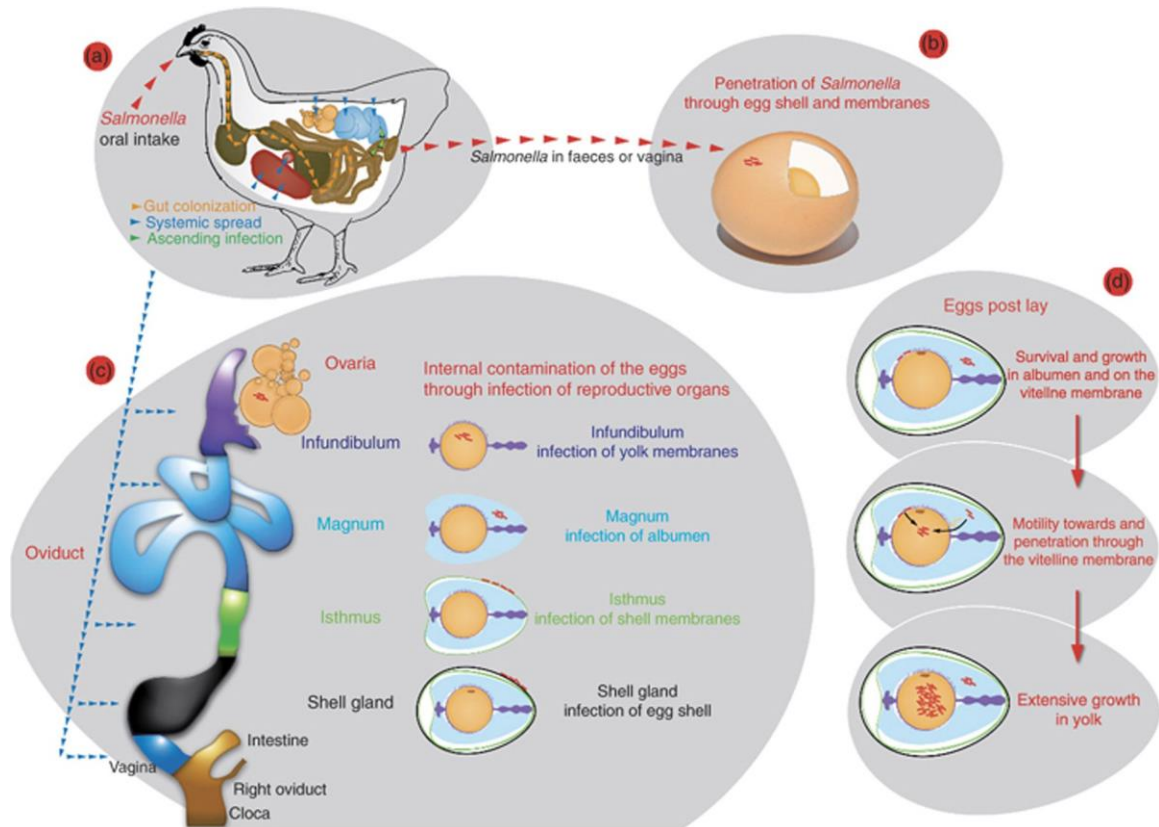 (a)
Salmonella
oral intake
Gut colonization
Systemic spread
Ascending infection
Salmonella in faeces or vagina
(b)
Penetration of Salmonella
through egg shell and membranes
(c)
Oviduct
Ovaria
Infundibulum
Magnum
Isthmus
Shell gland
Vagina
Intestine
Right oviduct
Cloca
Internal contamination of the eggs
through infection of reproductive organs
Infundibulum
infection of yolk membranes
Magnum
infection of albumen
Isthmus
infection of shell membranes
Shell gland
infection of egg shell
(d)
Eggs post lay
Survival and growth
in albumen and on the
vitellne membrane
Motility towards and
penetration through
the vitelline membrane
Extensive growth
in yolk